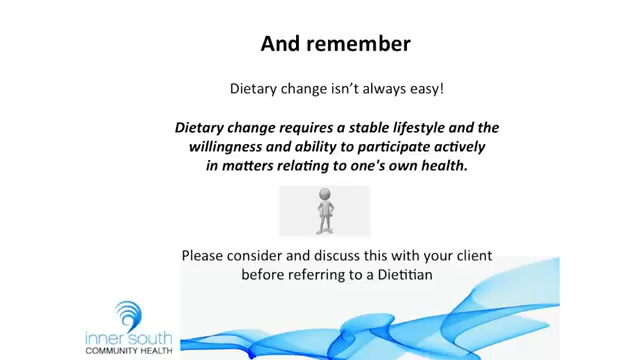 And remember
Dietary change isn't always easy!
Dietary change requires a stable lifestyle and the
willingness and ability to participate actively
in matters relating to one's own health.
Please consider and discuss this with your client
before referring to a Dietitian
inner south
COMMUNITY HEALTH